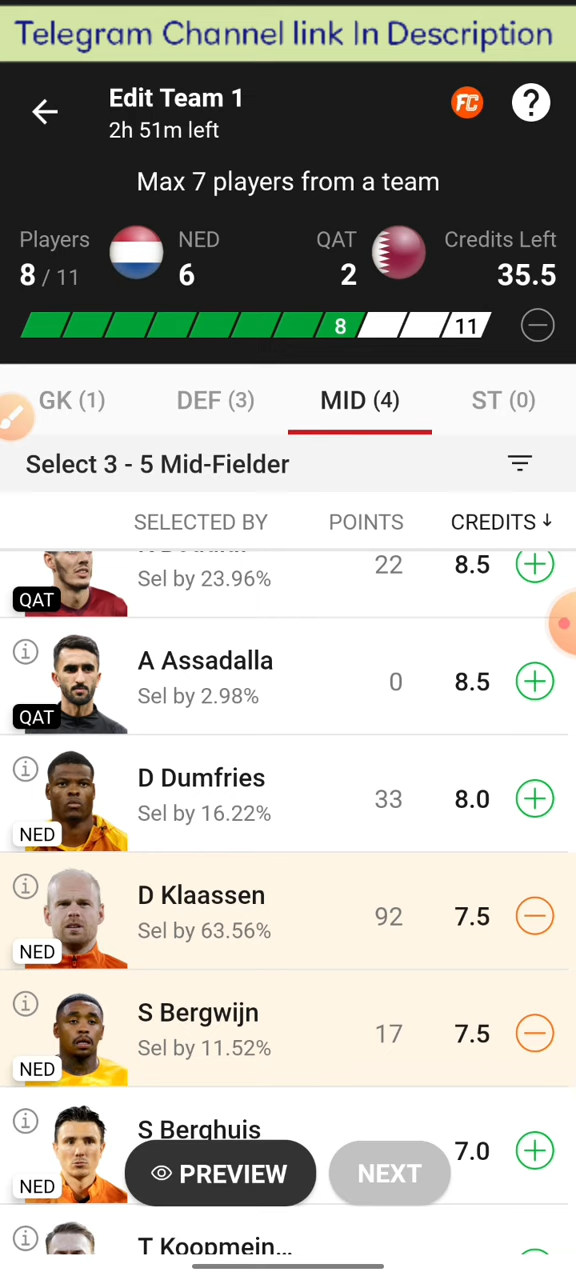 Telegram Channel link In Description
Edit Team 1
2h 51m left
FC
?
Max 7 players from a team
Players
8 / 11
NED
6
QAT
2
Credits Left
35.5
8
11
GK (1)
DEF (3)
MID (4)
ST (0)
Select 3 - 5 Mid-Fielder
SELECTED BY
POINTS
CREDITS ↓
QAT
Sel by 23.96%
22
8.5
A Assadalla
QAT
Sel by 2.98%
0
8.5
D Dumfries
NED
Sel by 16.22%
33
8.0
D Klaassen
NED
Sel by 63.56%
92
7.5
S Bergwijn
NED
Sel by 11.52%
17
7.5
S Berghuis
NED
7.0
PREVIEW
NEXT
T Koopmein...